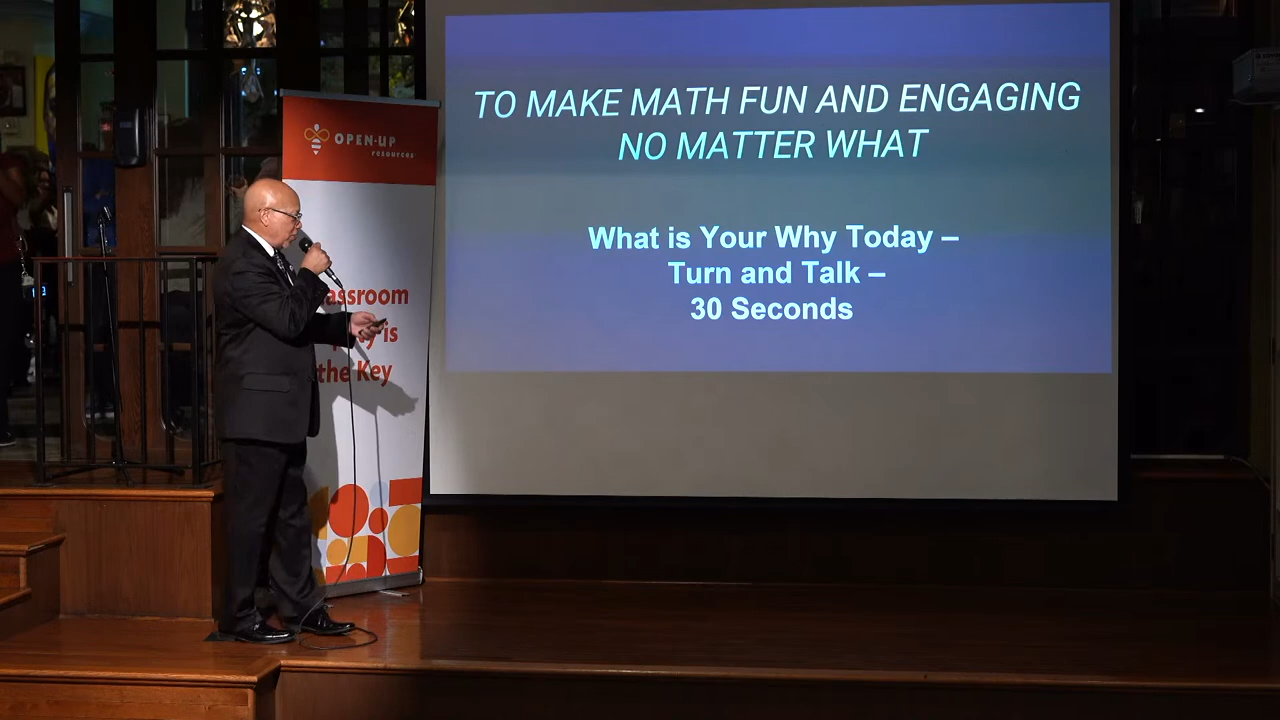 OPEN-UP
resources
the Key
is
TO MAKE MATH FUN AND ENGAGING
NO MATTER WHAT
What is Your Why Today –
Turn and Talk –
30 Seconds